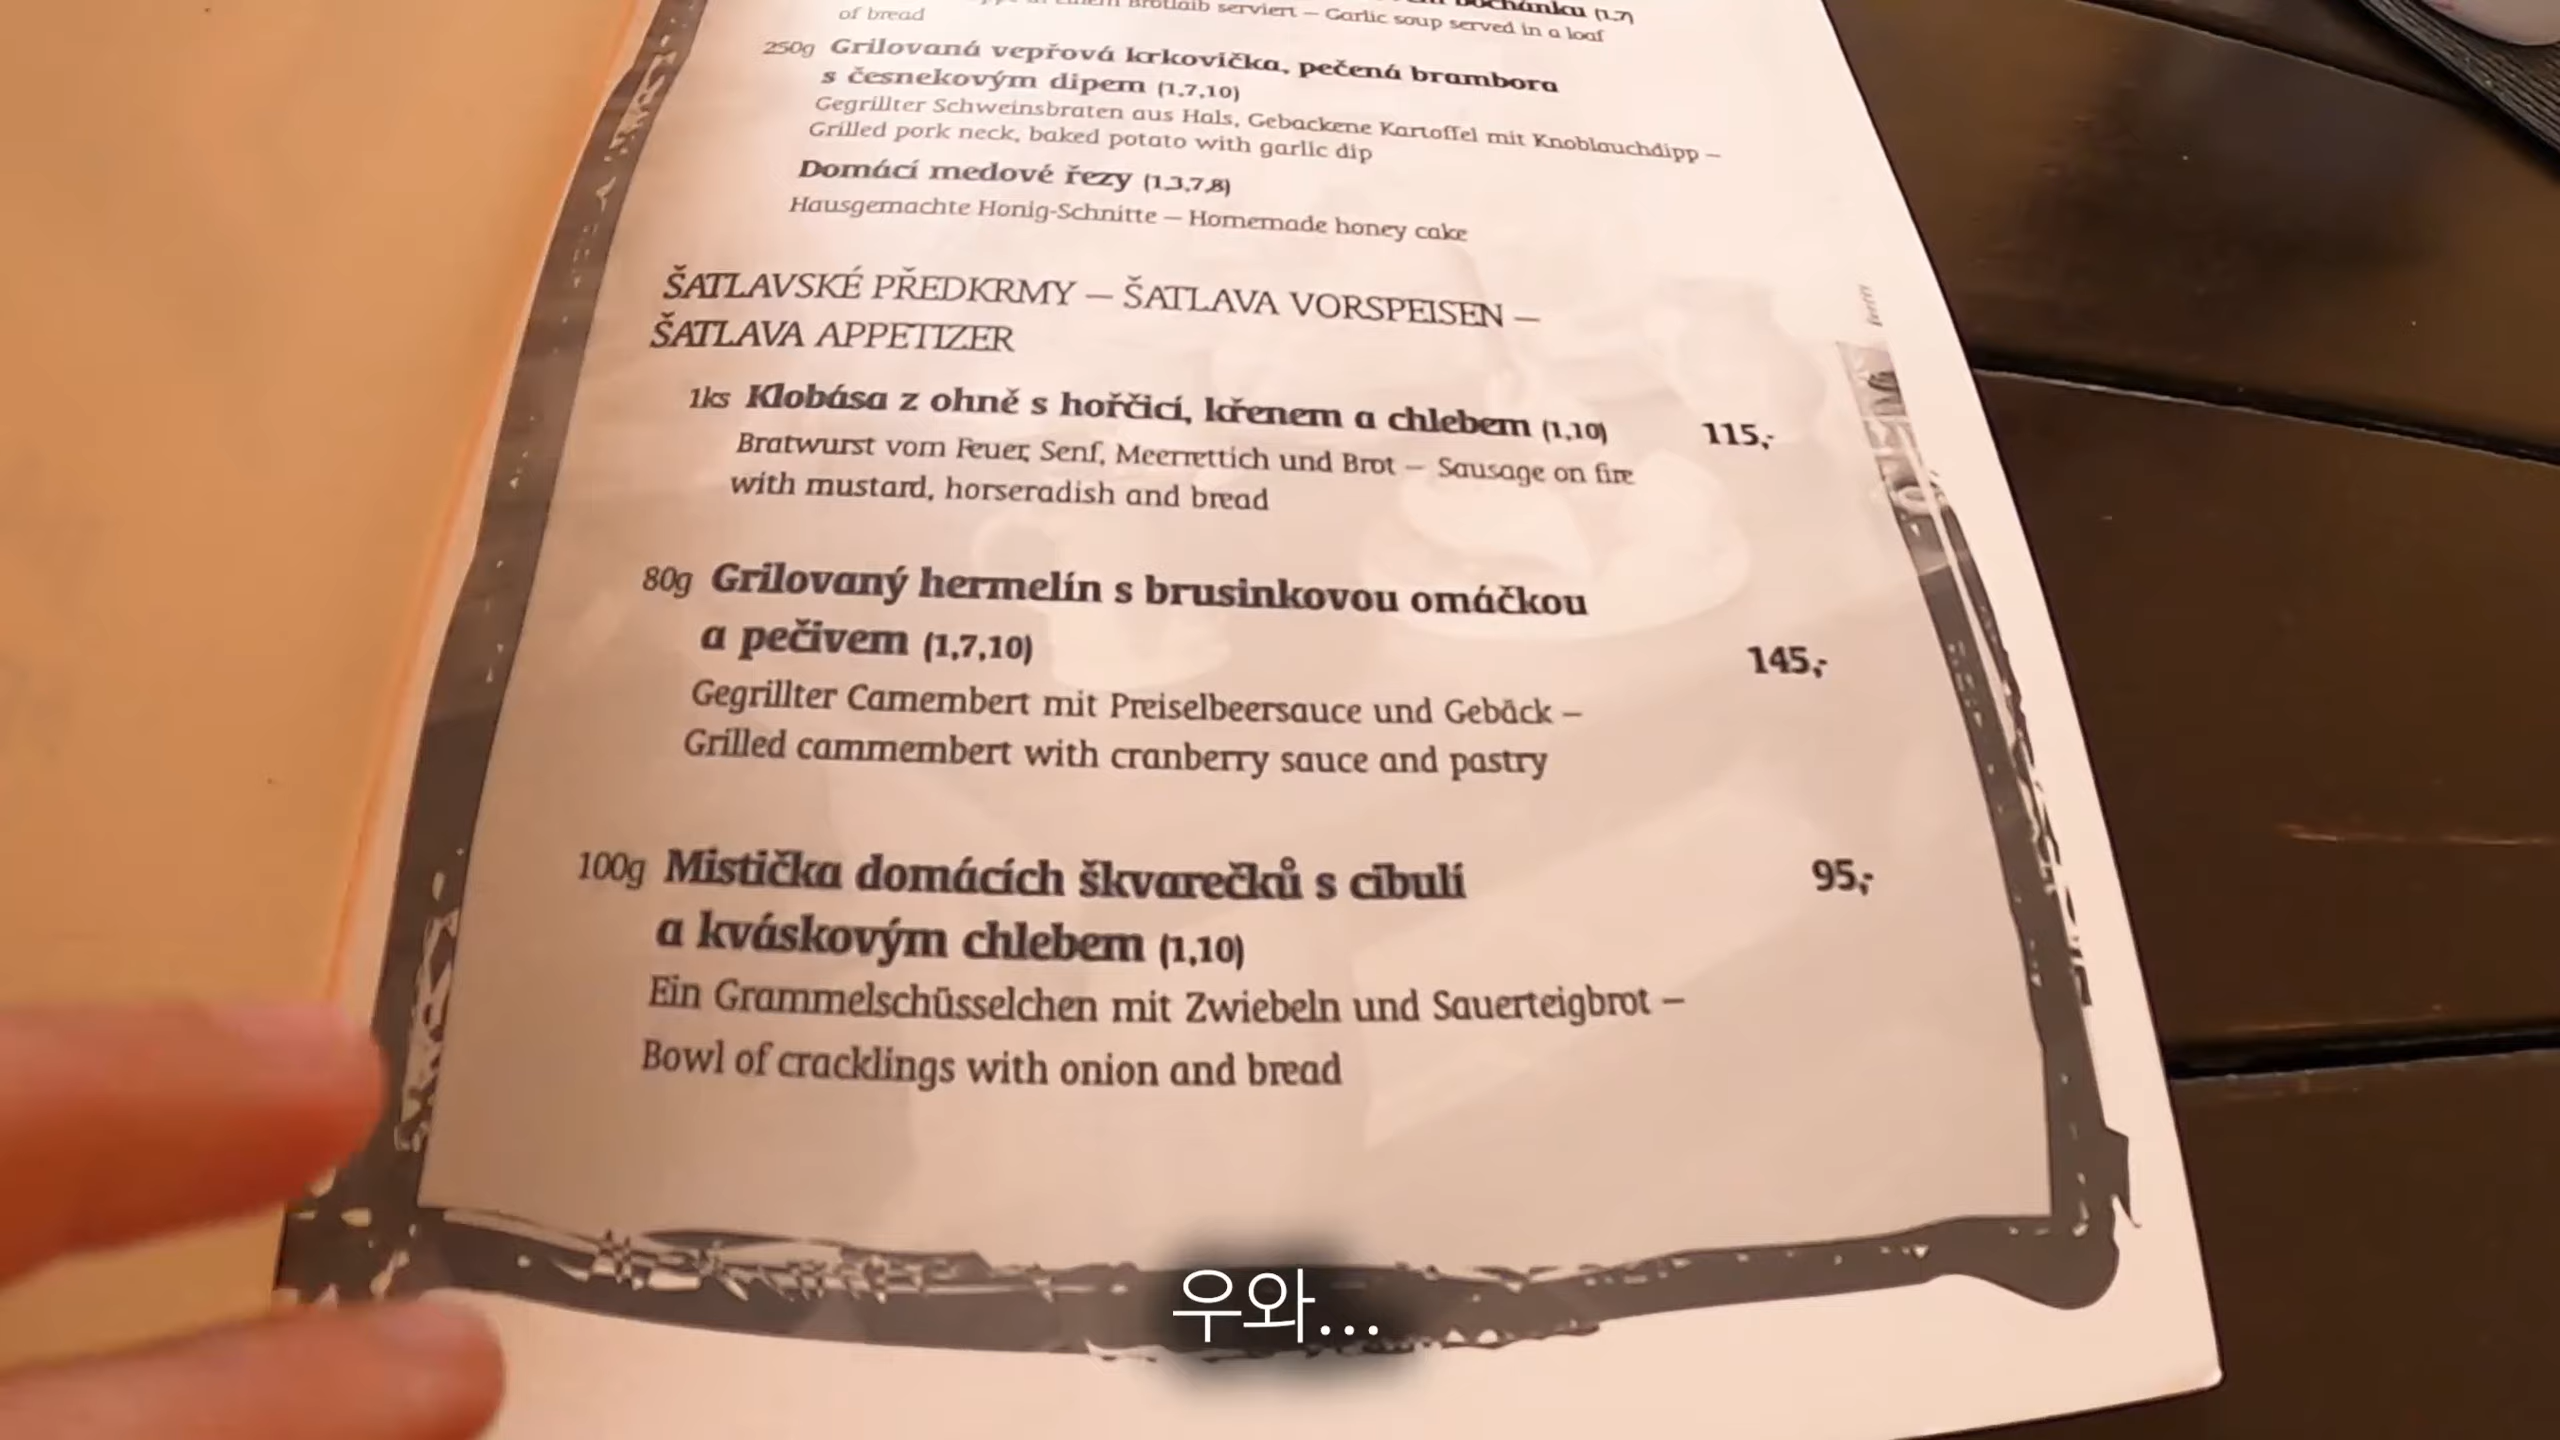 serviert – Garlic soup served in a loaf
of bread
250g Grilovaná vepřová krkovička, pečená brambora
s česnekovým dipem (1,7,10)
Gegrillter Schweinsbraten aus Hals, Gebackene Kartoffel mit Knoblauchdipp –
Grilled pork neck, baked potato with garlic dip
Domácí medové řezy (1,3,7,8)
Hausgemachte Honig-Schnitte – Homemade honey cake
ŠATLAVSKÉ PŘEDKRMY – ŠATLAVA VORSPEISEN –
ŠATLAVA APPETIZER
1ks Klobása z ohně s hořčicí, křenem a chlebem (1,10) 115,-
Bratwurst vom Feuer, Senf, Meerrettich und Brot – Sausage on fire
with mustard, horseradish and bread
80g Grilovaný hermelín s brusinkovou omáčkou
a pečivem (1,7,10) 145,-
Gegrillter Camembert mit Preiselbeersauce und Gebäck –
Grilled cammembert with cranberry sauce and pastry
100g Mistička domácích škvarečků s cibulí 95,-
a kváskovým chlebem (1,10)
Ein Grammelschüsselchen mit Zwiebeln und Sauerteigbrot –
Bowl of cracklings with onion and bread
우와...